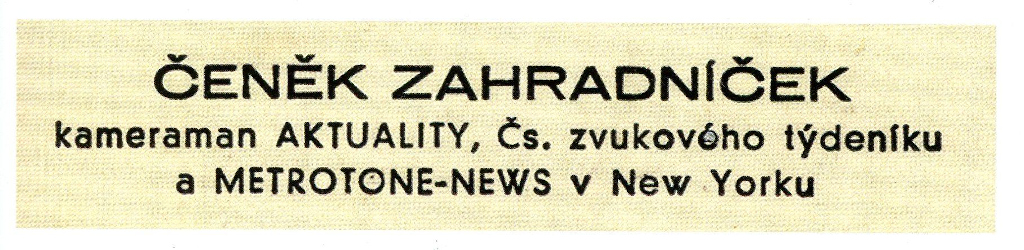 ČENĚK ZAHRADNÍČEK
kameraman AKTUALITY, Čs. zvukového týdeníku
a METROTONE-NEWS v New Yorku